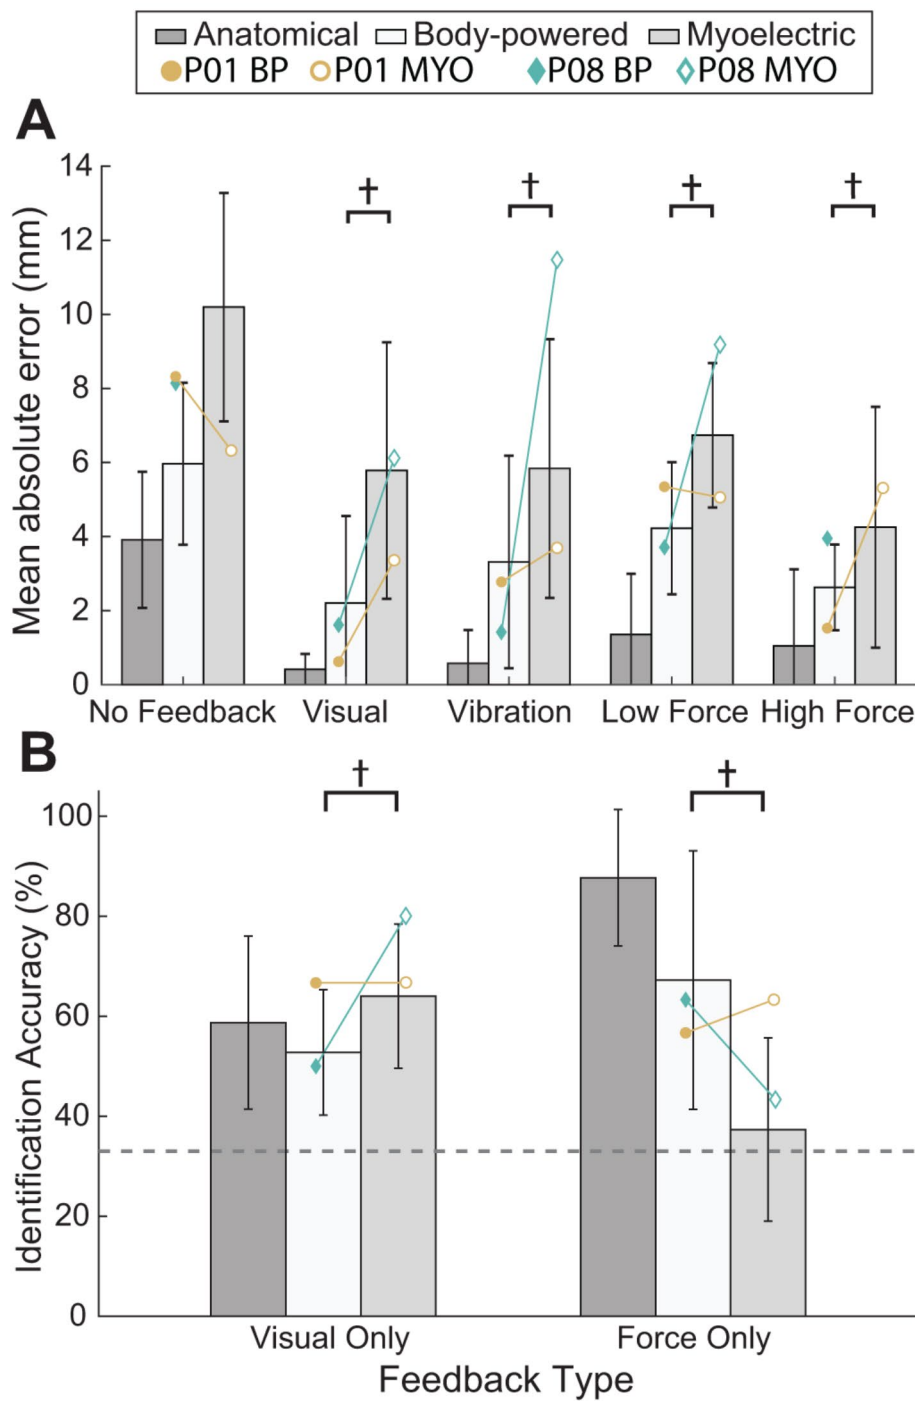 Anatomical Body-powered Myoelectric
P01 BP P01 MYO P08 BP P08 MYO
A
Mean absolute error (mm)
14
12
10
8
6
4
2
0
† † † †
No Feedback Visual Vibration Low Force High Force
B
Identification Accuracy (%)
100
80
60
40
20
0
† †
Visual Only Force Only
Feedback Type